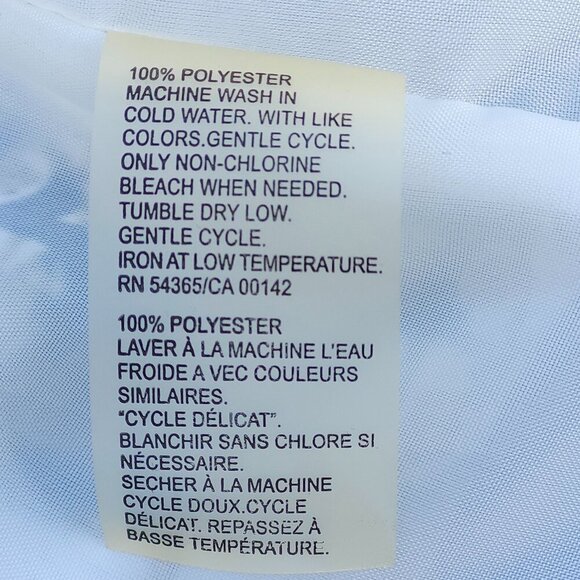 100% POLYESTER
MACHINE WASH IN
COLD WATER. WITH LIKE
COLORS.GENTLE CYCLE.
ONLY NON-CHLORINE
BLEACH WHEN NEEDED.
TUMBLE DRY LOW.
GENTLE CYCLE.
IRON AT LOW TEMPERATURE.
RN 54365/CA 00142
100% POLYESTER
LAVER À LA MACHINE L'EAU
FROIDE A VEC COULEURS
SIMILAIRES.
"CYCLE DÉLICAT".
BLANCHIR SANS CHLORE SI
NÉCESSAIRE.
SECHER À LA MACHINE
CYCLE DOUX.CYCLE
DÉLICAT. REPASSEZ À
BASSE TEMPÉRATURE.